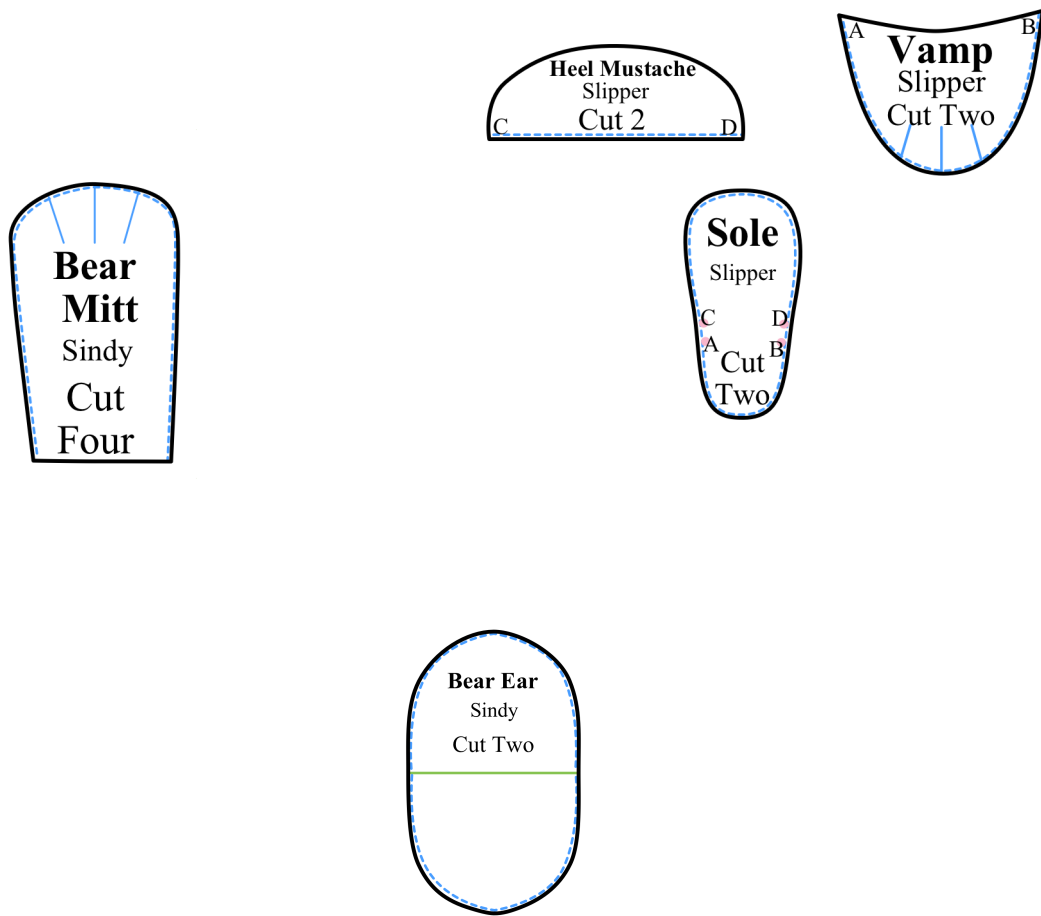 A
B
Vamp
Slipper
Cut Two
Heel Mustache
Slipper
Cut 2
C
D
Bear
Mitt
Sindy
Cut
Four
Sole
Slipper
C
D
A
B
Cut
Two
Bear Ear
Sindy
Cut Two